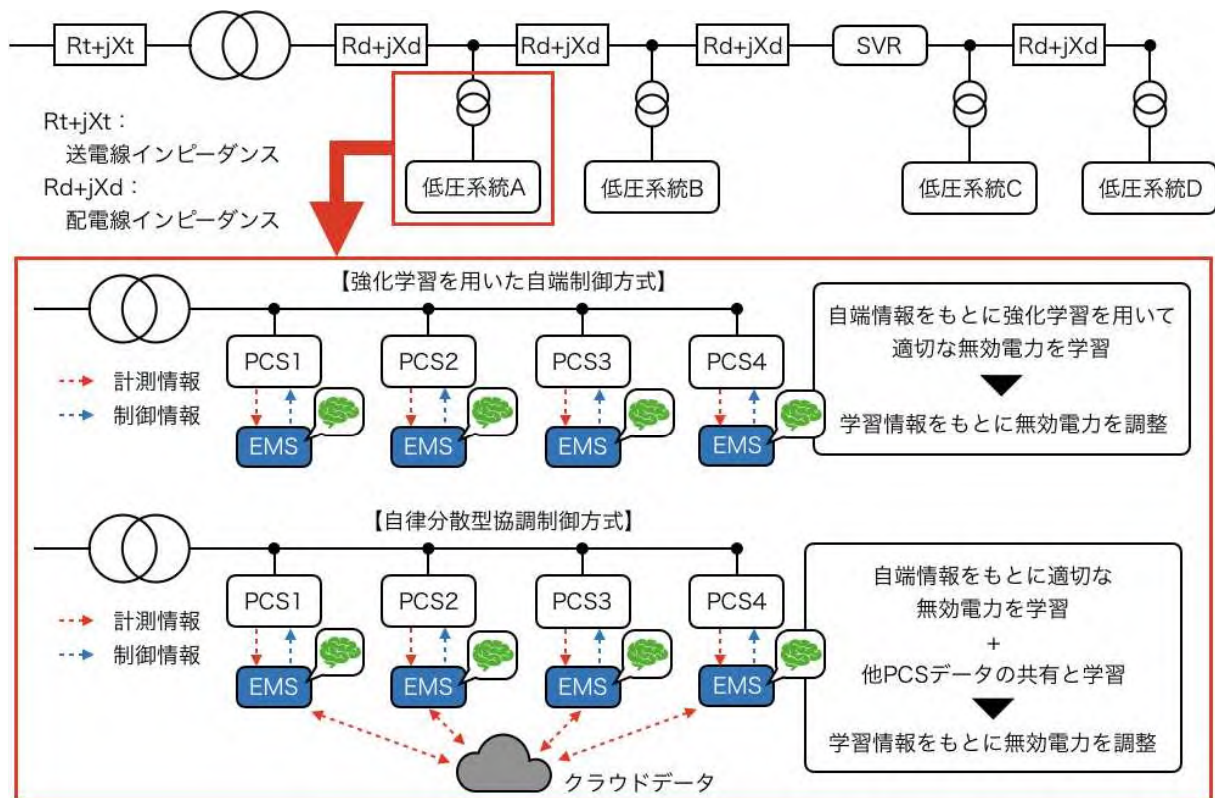 Rt+jXt
Rd+jXd
Rd+jXd
Rd+jXd
SVR
Rd+jXd
Rt+jXt:
送電線インピーダンス
Rd+jXd:
配電線インピーダンス
低圧系統A
低圧系統B
低圧系統C
低圧系統D
【強化学習を用いた自端制御方式】
PCS1
PCS2
PCS3
PCS4
計測情報
制御情報
EMS
EMS
EMS
EMS
自端情報をもとに強化学習を用いて
適切な無効電力を学習
学習情報をもとに無効電力を調整
【自律分散型協調制御方式】
PCS1
PCS2
PCS3
PCS4
計測情報
制御情報
EMS
EMS
EMS
EMS
クラウドデータ
自端情報をもとに適切な
無効電力を学習
+
他PCSデータの共有と学習
学習情報をもとに無効電力を調整